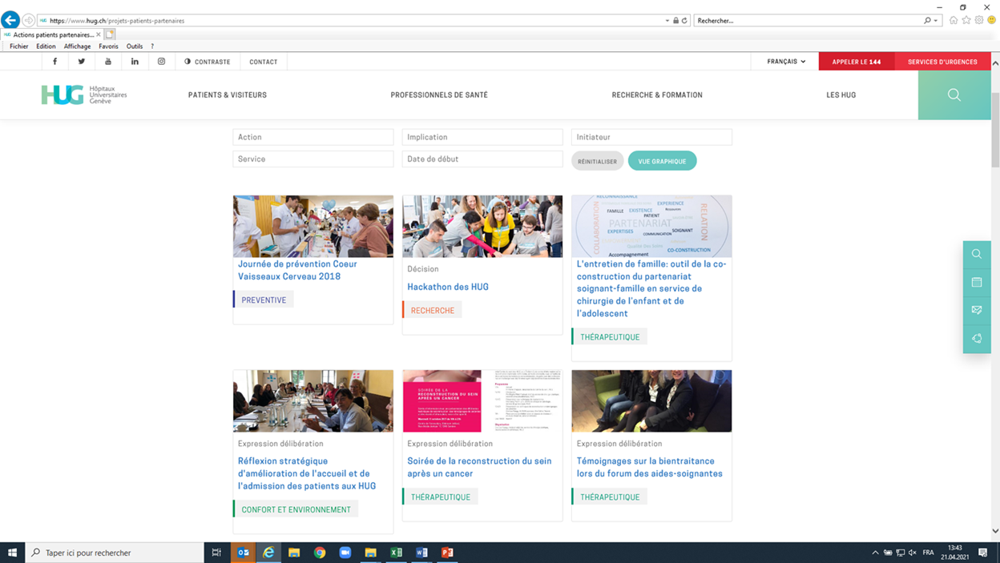 https://www.hug.ch/projets-patients-partenaires
Rechercher...
Actions patients partenaires...
Fichier Edition Affichage Favoris Outils ?
CONTRASTE CONTACT FRANÇAIS APPELER LE 144 SERVICES D'URGENCES
HUG Hôpitaux
Universitaires
Genève
PATIENTS & VISITEURS PROFESSIONNELS DE SANTÉ RECHERCHE & FORMATION LES HUG
Action Implication Initiateur
Service Date de début RÉINITIALISER VUE GRAPHIQUE
Journée de prévention Coeur
Vaisseaux Cerveau 2018
PREVENTIVE
Décision
Hackathon des HUG
RECHERCHE
RECONNAISSANCE
EXPERIENCE
FAMILLE EXISTENCE
PATIENT
COLLABORATION
PARTENARIAT
RELATION
EXPERTISES
SOIGNANT
COMMUNICATION
CO-CONSTRUCTION
Accompagnement
L'entretien de famille: outil de la co-
construction du partenariat
soignant-famille en service de
chirurgie de l'enfant et de
l'adolescent
THÉRAPEUTIQUE
Expression délibération
Réflexion stratégique
d'amélioration de l'accueil et de
l'admission des patients aux HUG
CONFORT ET ENVIRONNEMENT
SOIRÉE DE LA
RECONSTRUCTION DU SEIN
APRÈS UN CANCER
Expression délibération
Soirée de la reconstruction du sein
après un cancer
THÉRAPEUTIQUE
Expression délibération
Témoignages sur la bientraitance
lors du forum des aides-soignantes
THÉRAPEUTIQUE
Taper ici pour rechercher
FRA
13:43
21.04.2021